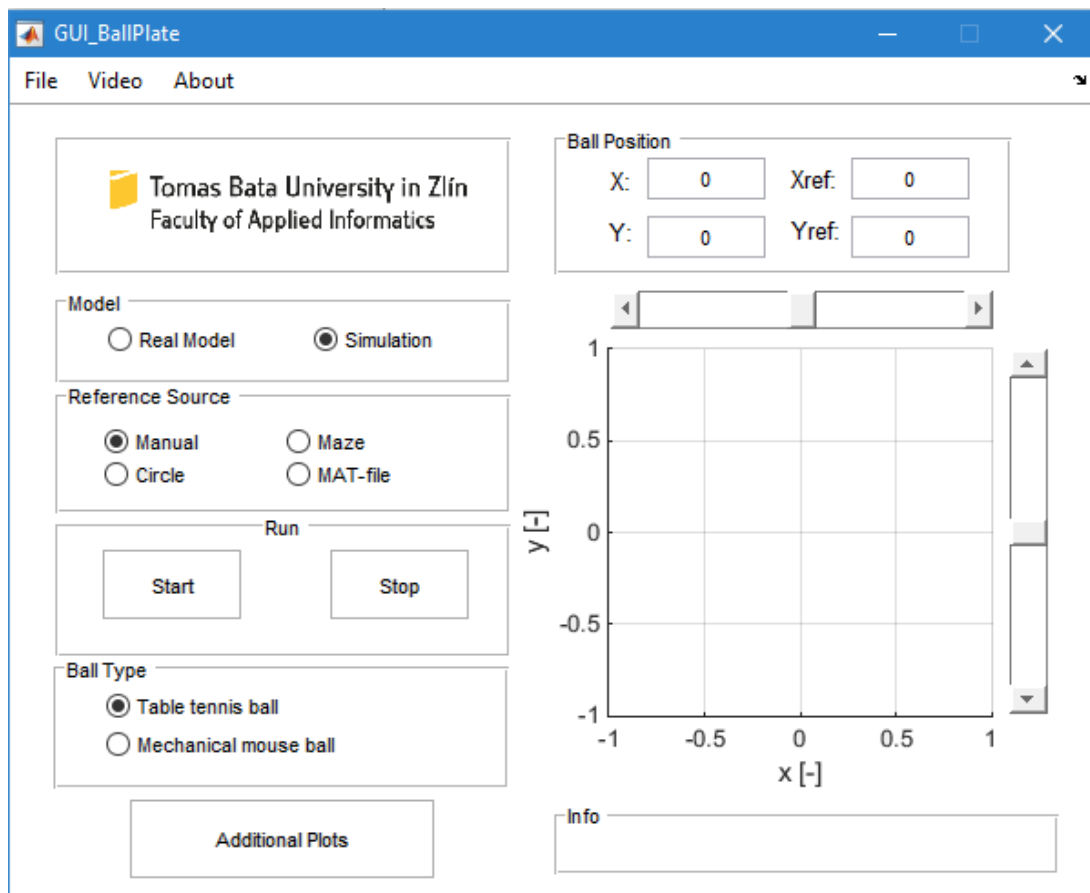 GUI_BallPlate
File Video About
Tomas Bata University in Zlín
Faculty of Applied Informatics
Model
Real Model Simulation
Reference Source
Manual Maze
Circle MAT-file
Run
Start Stop
Ball Type
Table tennis ball
Mechanical mouse ball
Additional Plots
Ball Position
X: 0 Xref: 0
Y: 0 Yref: 0
1
0.5
0
-0.5
-1
y [-]
-1 -0.5 0 0.5 1
x [-]
Info